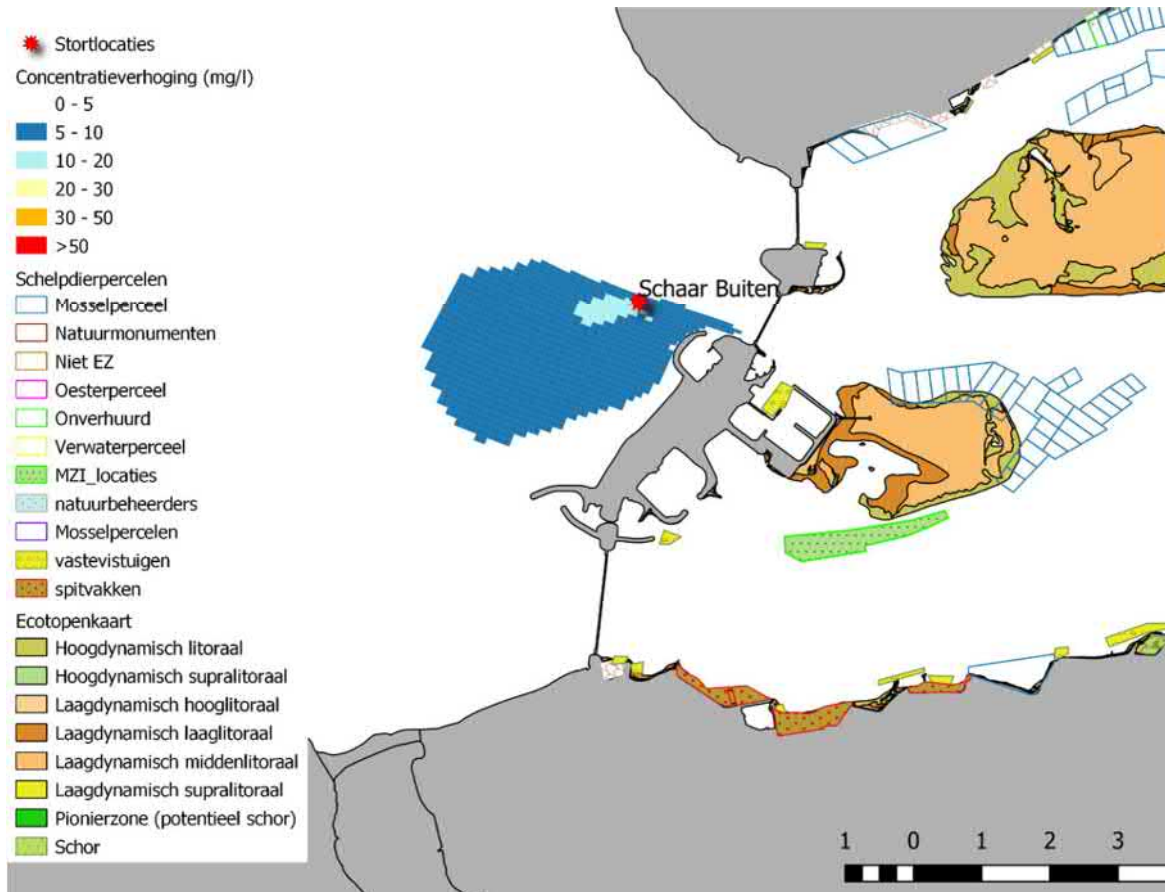 Stortlocaties
Concentratieverhoging (mg/l)
0 - 5
5 - 10
10 - 20
20 - 30
30 - 50
>50
Schelpdierpercelen
Mosselperceel
Natuurmonumenten
Niet EZ
Oesterperceel
Onverhuurd
Verwaterperceel
MZI_locaties
natuurbeheerders
Mosselpercelen
vastevistuigen
spitvakken
Ecotopenkaart
Hoogdynamisch litoraal
Hoogdynamisch supralitoraal
Laagdynamisch hooglitoraal
Laagdynamisch laaglitoraal
Laagdynamisch middenlitoraal
Laagdynamisch supralitoraal
Pionierzone (potentieel schor)
Schor
Schaar Buiten
1 0 1 2 3